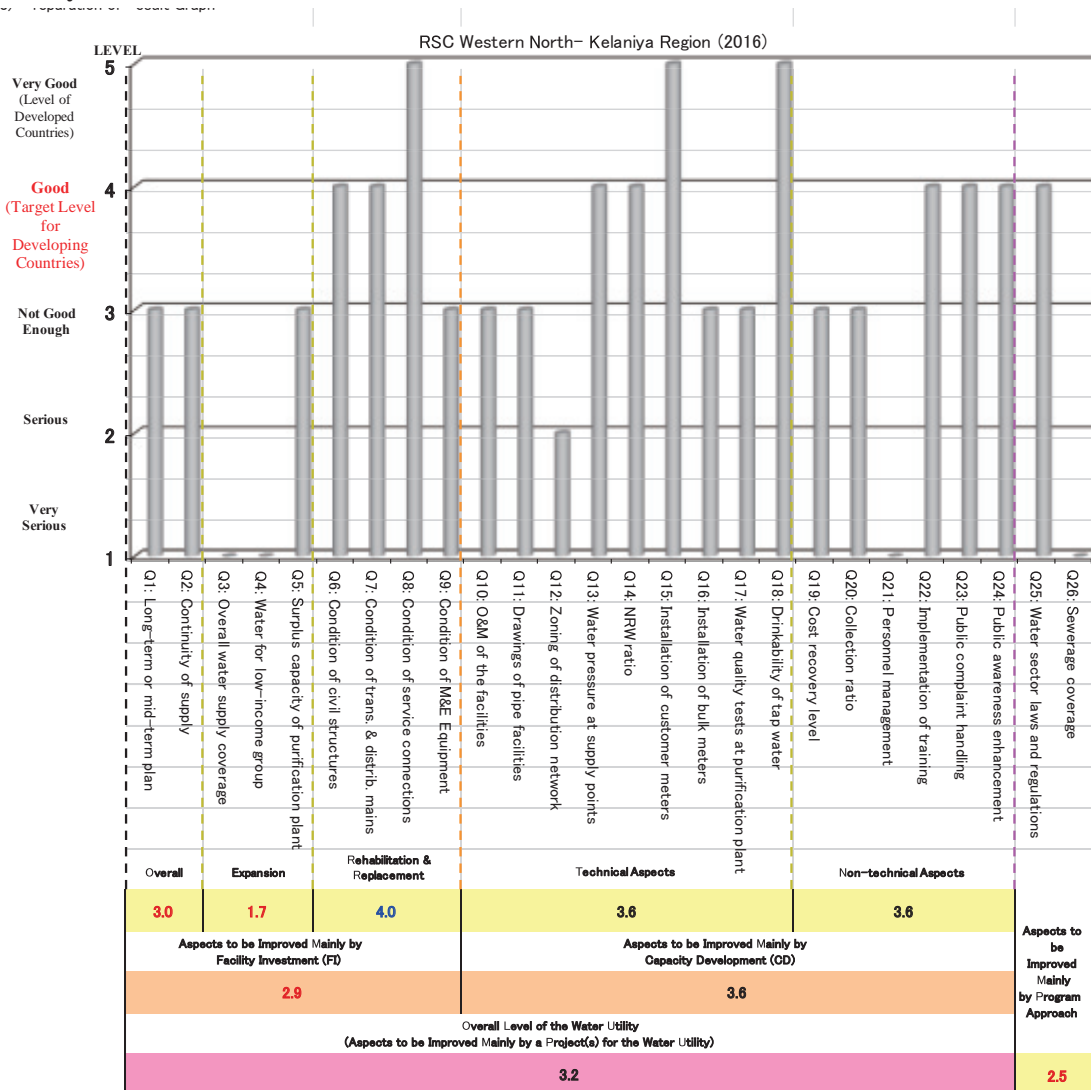 RSC Western North- Kelaniya Region (2016)
LEVEL
5
Very Good
(Level of
Developed
Countries)
4
Good
(Target Level
for
Developing
Countries)
3
Not Good
Enough
Serious
2
Very
Serious
1
Q1: Long-term or mid-term plan
Q2: Continuity of supply
Q3: Overall water supply coverage
Q4: Water for low-income group
Q5: Surplus capacity of purification plant
Q6: Condition of civil structures
Q7: Condition of trans. & distrib. mains
Q8: Condition of service connections
Q9: Condition of M&E Equipment
Q10: O&M of the facilities
Q11: Drawings of pipe facilities
Q12: Zoning of distribution network
Q13: Water pressure at supply points
Q14: NRW ratio
Q15: Installation of customer meters
Q16: Installation of bulk meters
Q17: Water quality tests at purification plant
Q18: Drinkability of tap water
Q19: Cost recovery level
Q20: Collection ratio
Q21: Personnel management
Q22: Implementation of training
Q23: Public complaint handling
Q24: Public awareness enhancement
Q25: Water sector laws and regulations
Q26: Sewerage coverage
Overall
Expansion
Rehabilitation &
Replacement
Technical Aspects
Non-technical Aspects
3.0
1.7
4.0
3.6
3.6
Aspects to be Improved Mainly by
Facility Investment (FI)
Aspects to be Improved Mainly by
Capacity Development (CD)
Aspects to
be
Improved
Mainly
by Program
Approach
2.9
3.6
Overall Level of the Water Utility
(Aspects to be Improved Mainly by a Project(s) for the Water Utility)
3.2
2.5